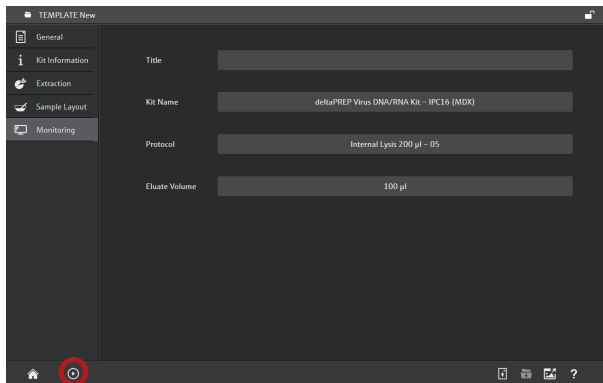 TEMPLATE New
General
Kit Information
Extraction
Sample Layout
Monitoring
Title
Kit Name deltaPREP Virus DNA/RNA Kit – IPC16 (MDX)
Protocol Internal Lysis 200 µl – 05
Eluate Volume 100 µl
?